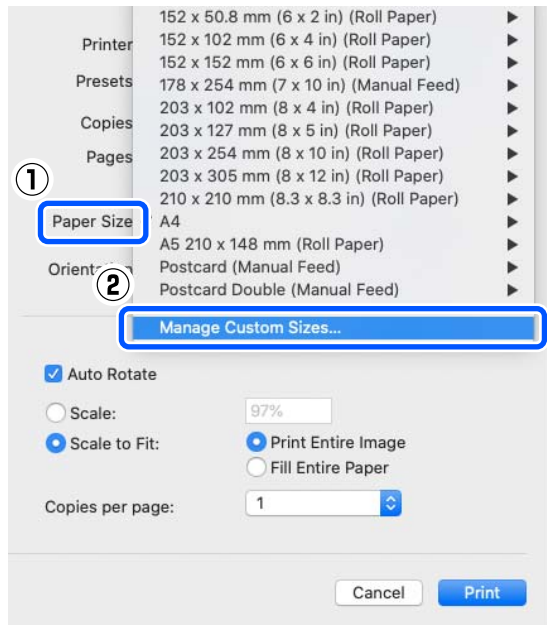 152 x 50.8 mm (6 x 2 in) (Roll Paper)
Printer 152 x 102 mm (6 x 4 in) (Roll Paper)
152 x 152 mm (6 x 6 in) (Roll Paper)
Presets 178 x 254 mm (7 x 10 in) (Manual Feed)
203 x 102 mm (8 x 4 in) (Roll Paper)
Copies 203 x 127 mm (8 x 5 in) (Roll Paper)
Pages 203 x 254 mm (8 x 10 in) (Roll Paper)
① 203 x 305 mm (8 x 12 in) (Roll Paper)
210 x 210 mm (8.3 x 8.3 in) (Roll Paper)
Paper Size A4
A5 210 x 148 mm (Roll Paper)
Postcard (Manual Feed)
② Postcard Double (Manual Feed)
Manage Custom Sizes...
Auto Rotate
Scale: 97%
Scale to Fit: Print Entire Image
Fill Entire Paper
Copies per page: 1
Cancel Print